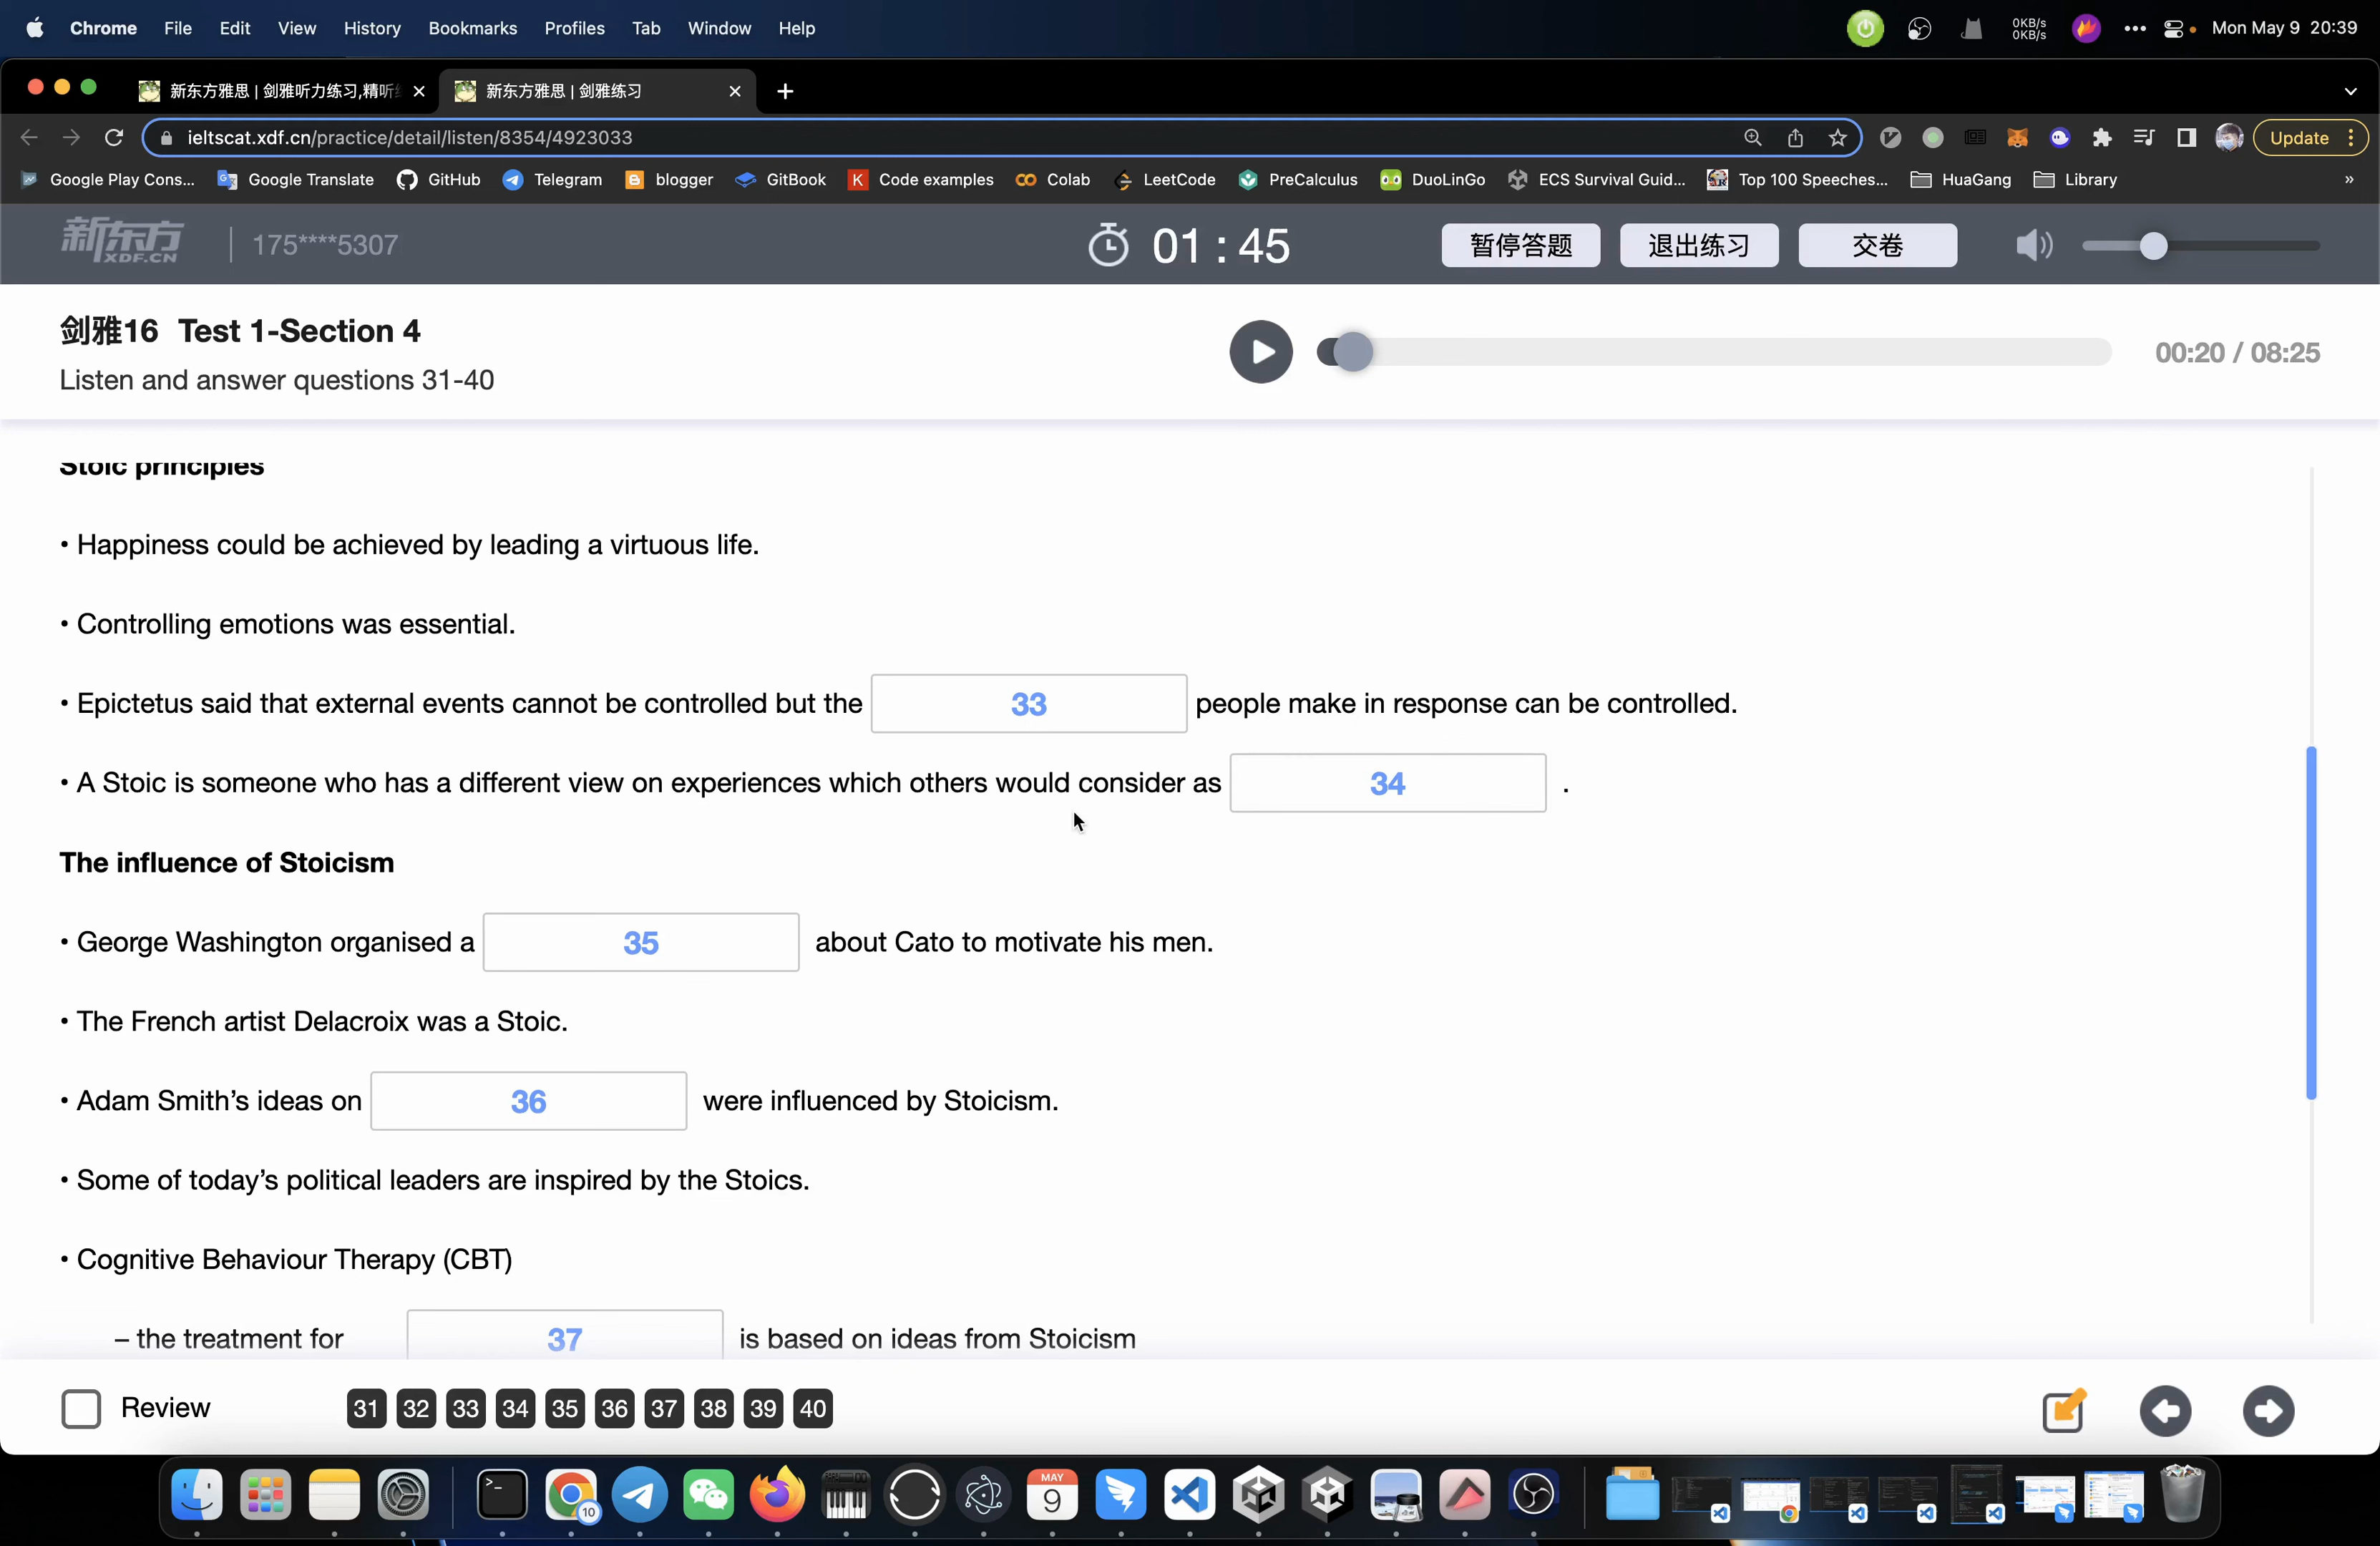 Chrome File Edit View History Bookmarks Profiles Tab Window Help 0KB/s 0KB/s Mon May 9 20:39
新东方雅思 | 剑雅听力练习,精听 新东方雅思 | 剑雅练习
ieltscat.xdf.cn/practice/detail/listen/8354/4923033 Update
Google Play Cons... Google Translate GitHub Telegram blogger GitBook Code examples Colab LeetCode PreCalculus DuoLinGo ECS Survival Guid... Top 100 Speeches... HuaGang Library »
新东方 XDF.CN 175****5307 01 : 45 暂停答题 退出练习 交卷
剑雅16 Test 1-Section 4
Listen and answer questions 31-40
00:20 / 08:25
Stoic principles
• Happiness could be achieved by leading a virtuous life.
• Controlling emotions was essential.
• Epictetus said that external events cannot be controlled but the 33 people make in response can be controlled.
• A Stoic is someone who has a different view on experiences which others would consider as 34 .
The influence of Stoicism
• George Washington organised a 35 about Cato to motivate his men.
• The French artist Delacroix was a Stoic.
• Adam Smith’s ideas on 36 were influenced by Stoicism.
• Some of today’s political leaders are inspired by the Stoics.
• Cognitive Behaviour Therapy (CBT)
– the treatment for 37 is based on ideas from Stoicism
Review 31 32 33 34 35 36 37 38 39 40
10 MAY 9